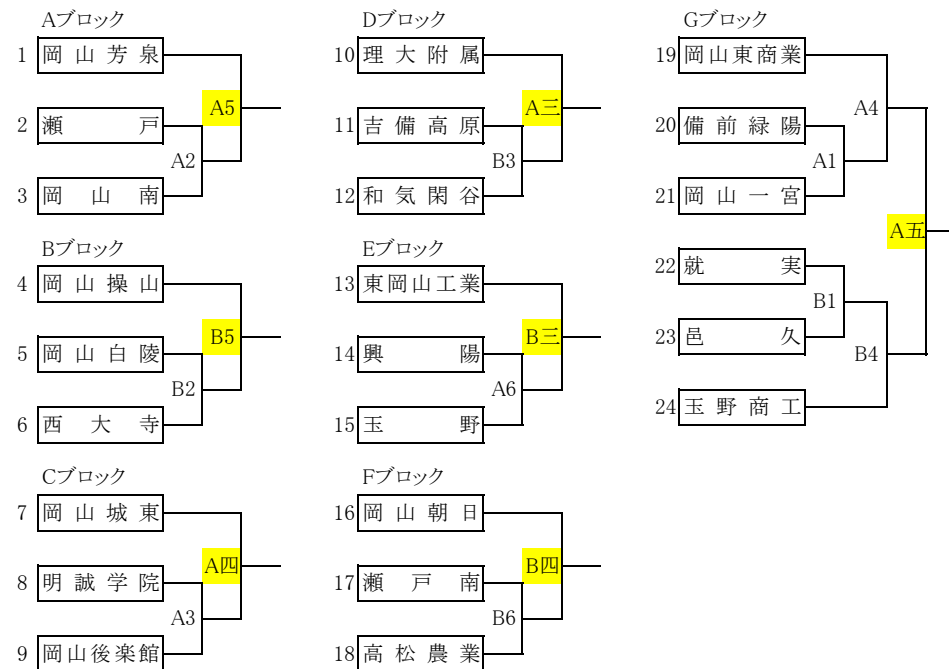 Aブロック
1 岡山芳泉
A5
2 瀬戸
A2
3 岡山南
Bブロック
4 岡山操山
B5
5 岡山白陵
B2
6 西大寺
Cブロック
7 岡山城東
A四
8 明誠学院
A3
9 岡山後楽館
Dブロック
10 理大附属
A三
11 吉備高原
B3
12 和気閑谷
Eブロック
13 東岡山工業
B三
14 興陽
A6
15 玉野
Fブロック
16 岡山朝日
B四
17 瀬戸南
B6
18 高松農業
Gブロック
19 岡山東商業
A4
20 備前緑陽
A1
21 岡山一宮
A五
22 就実
B1
23 邑久
B4
24 玉野商工